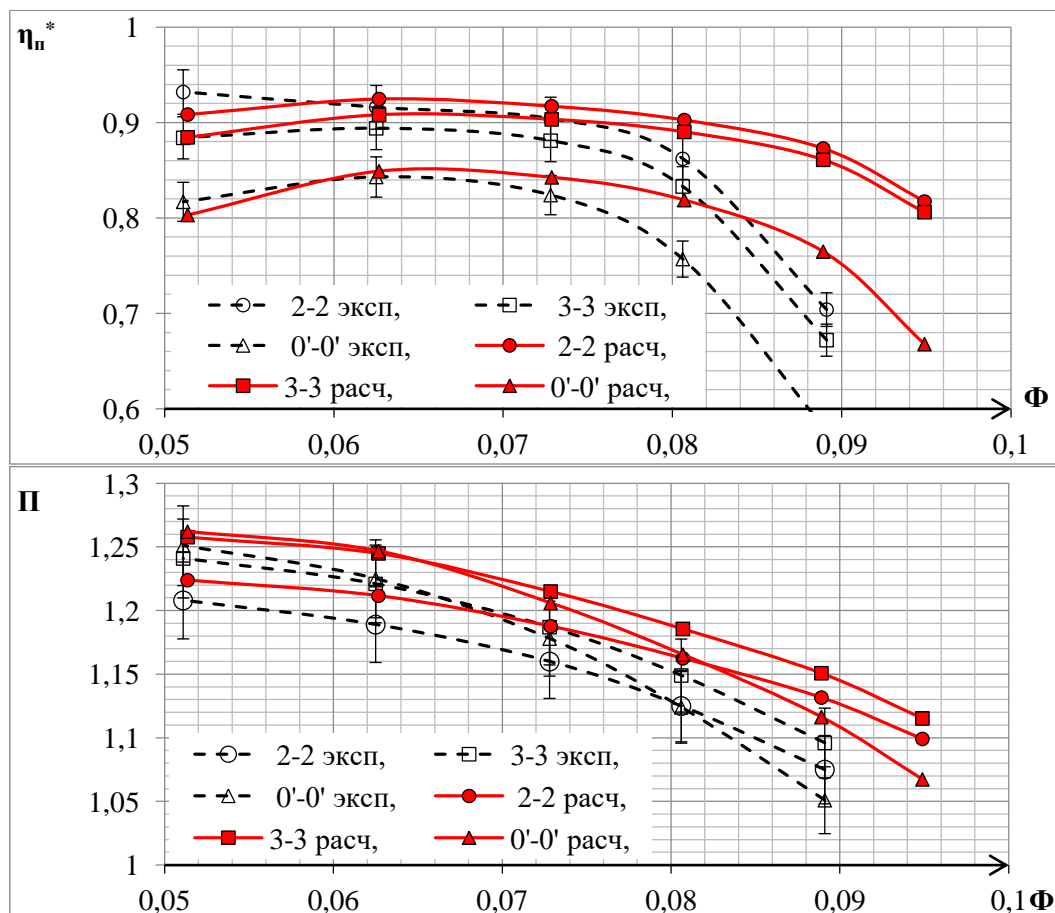 ηп*
1
0,9
0,8
0,7
0,6
2-2 эксп, 3-3 эксп,
0'-0' эксп, 2-2 расч,
3-3 расч, 0'-0' расч,
Ф
0,05 0,06 0,07 0,08 0,09 0,1
П
1,3
1,25
1,2
1,15
1,1
1,05
1
2-2 эксп, 3-3 эксп,
0'-0' эксп, 2-2 расч,
3-3 расч, 0'-0' расч,
0,05 0,06 0,07 0,08 0,09 0,1
Ф